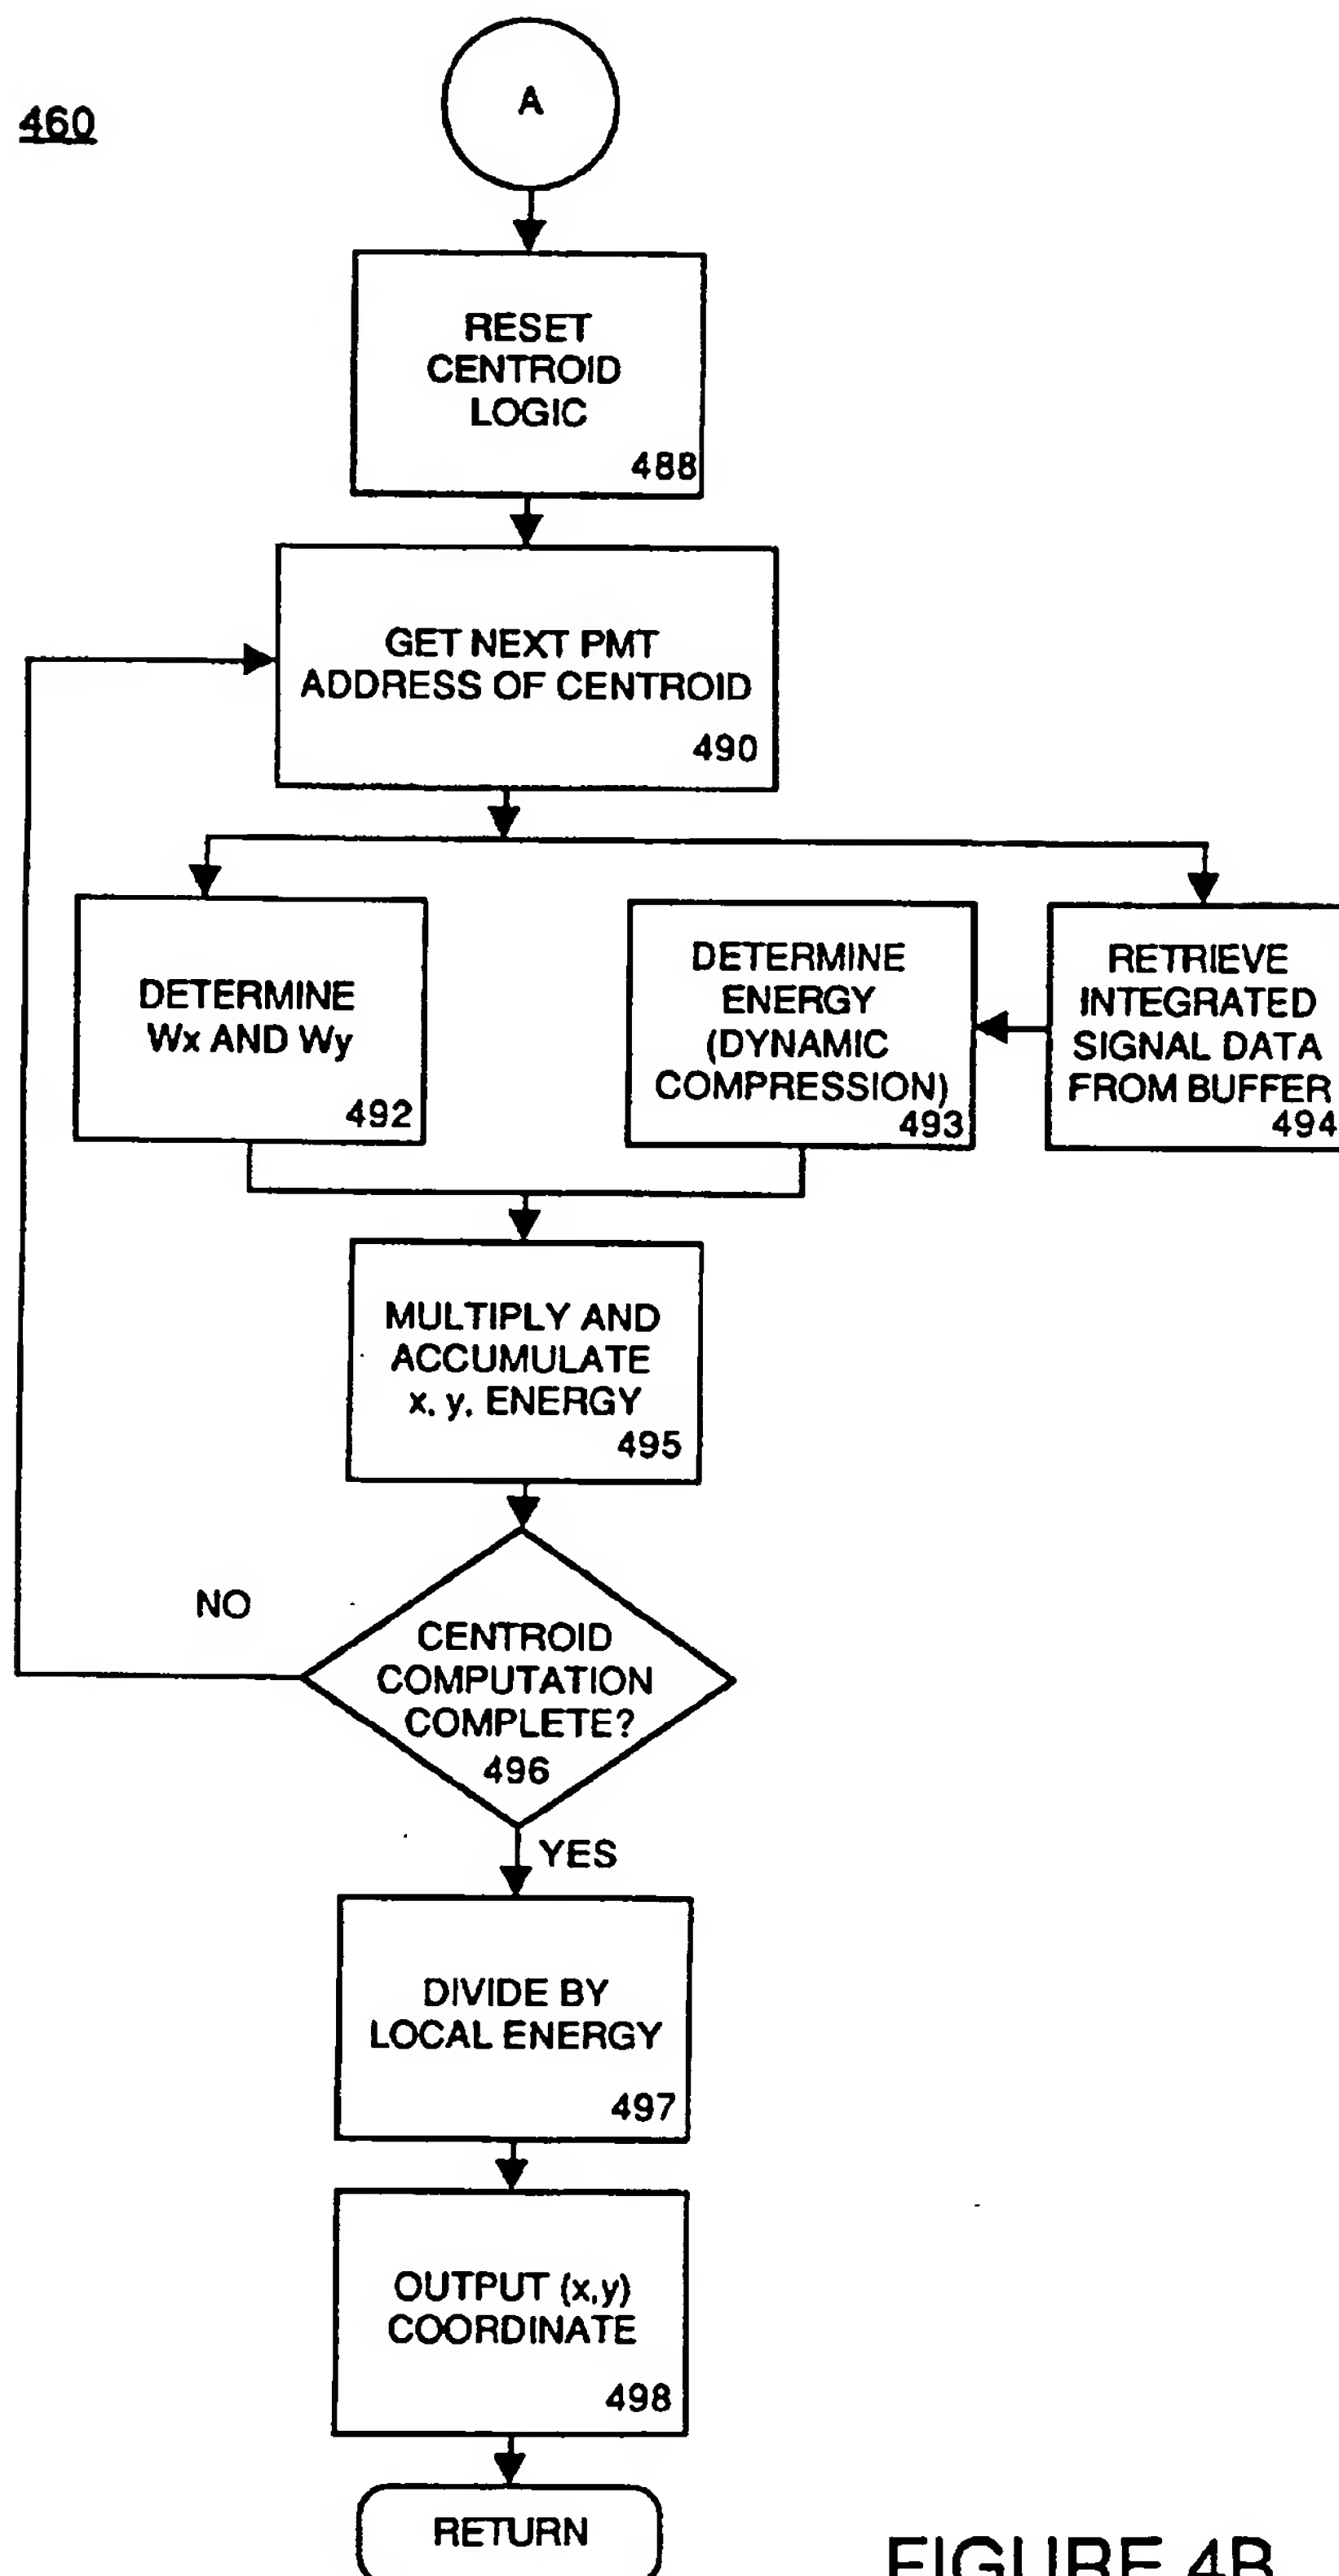 460
A
RESET
CENTROID
LOGIC
488
GET NEXT PMT
ADDRESS OF CENTROID
490
DETERMINE
Wx AND Wy
492
DETERMINE
ENERGY
(DYNAMIC
COMPRESSION)
493
RETRIEVE
INTEGRATED
SIGNAL DATA
FROM BUFFER
494
MULTIPLY AND
ACCUMULATE
x, y, ENERGY
495
NO
CENTROID
COMPUTATION
COMPLETE?
496
YES
DIVIDE BY
LOCAL ENERGY
497
OUTPUT (x,y)
COORDINATE
498
RETURN
FIGURE 4B